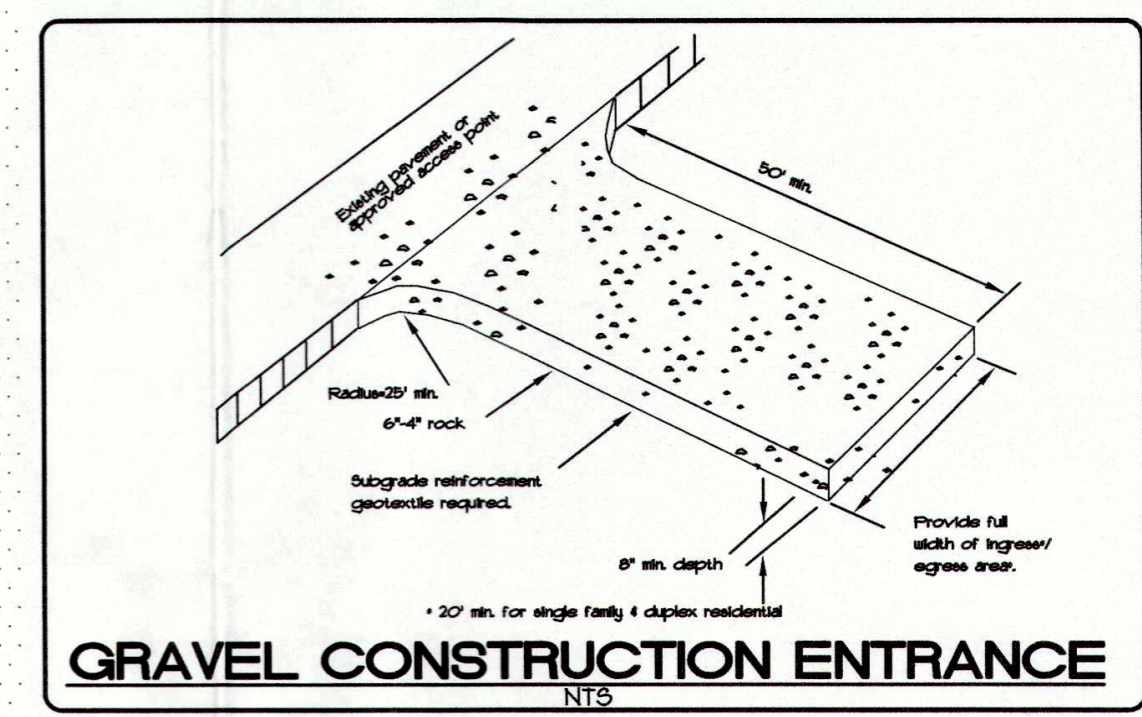 Existing pavement or
approved access point
50' min.
Radius=25' min.
6"-4" rock
Subgrade reinforcement
geotextile required.
Provide full
width of ingress*/
egress area*.
8" min. depth
* 20' min. for single family & duplex residential
GRAVEL CONSTRUCTION ENTRANCE
NTS